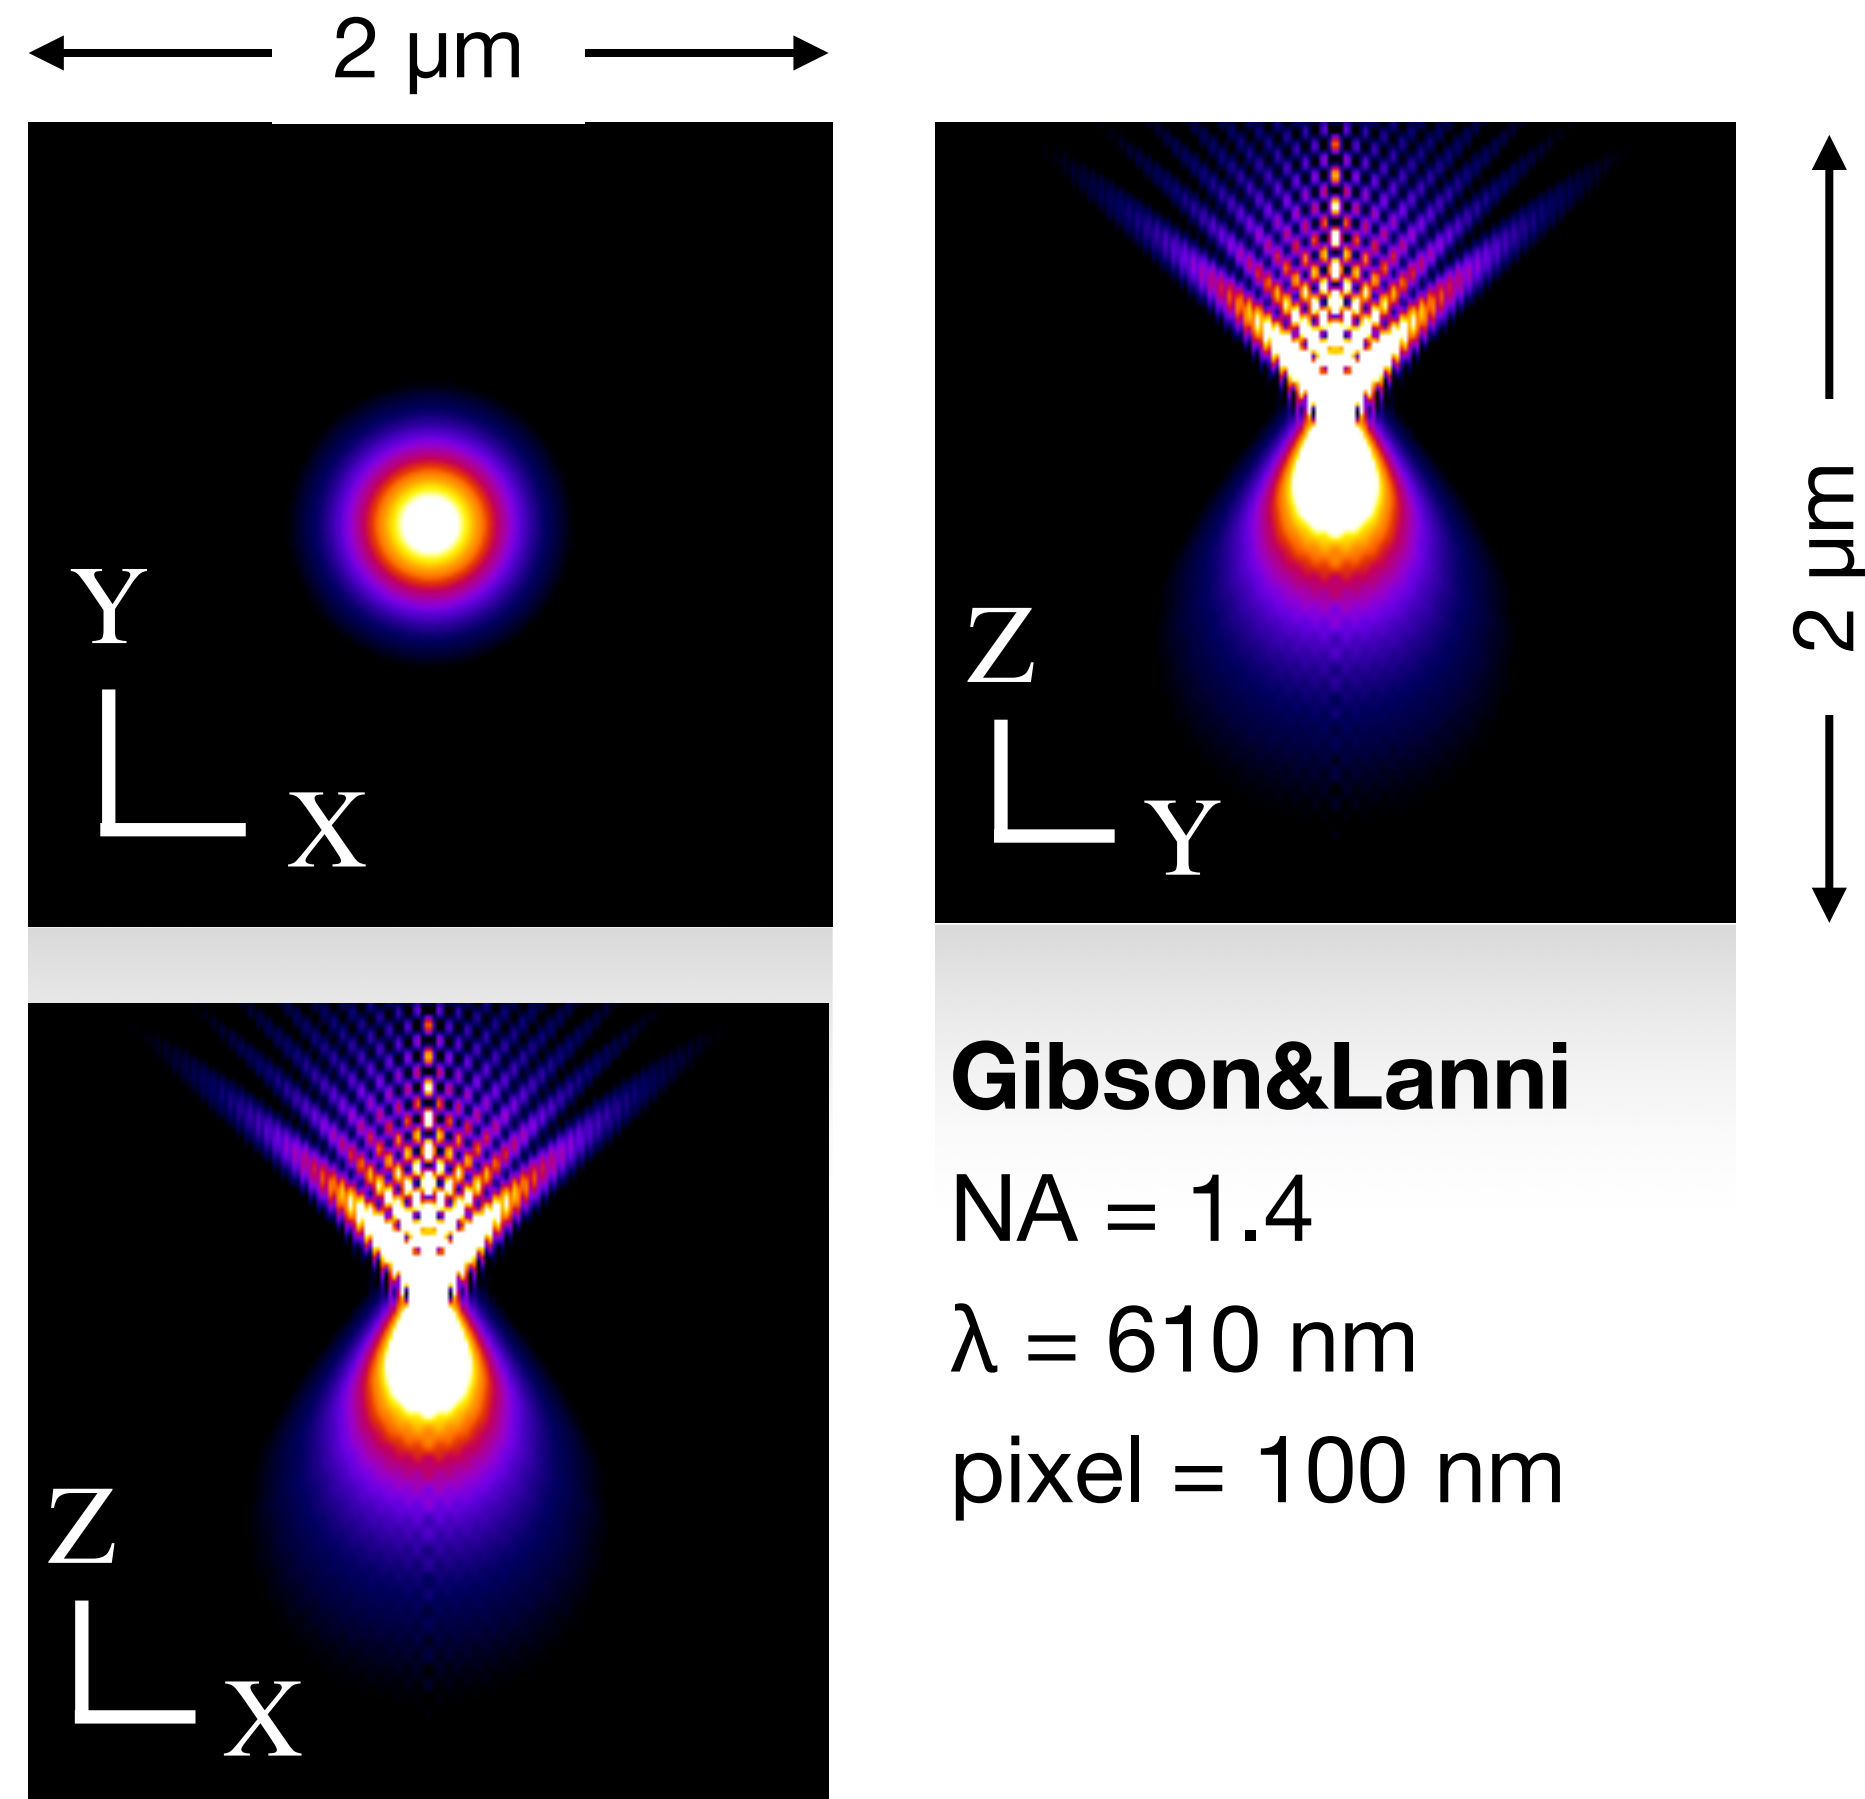 2 µm
Y
X
Z
Y
2 µm
Z
X
Gibson&Lanni
NA = 1.4
λ = 610 nm
pixel = 100 nm